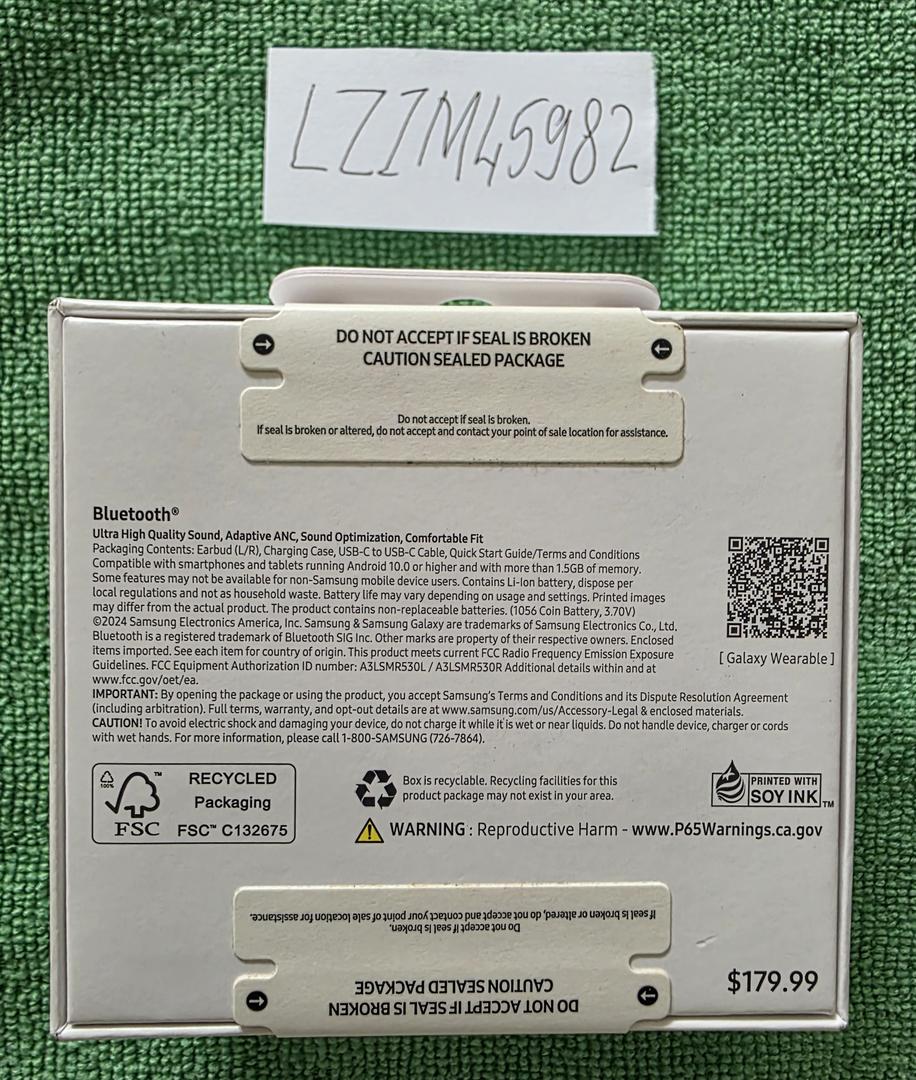 LZZM45982
DO NOT ACCEPT IF SEAL IS BROKEN
CAUTION SEALED PACKAGE
Do not accept if seal is broken.
If seal is broken or altered, do not accept and contact your point of sale location for assistance.
Bluetooth®
Ultra High Quality Sound, Adaptive ANC, Sound Optimization, Comfortable Fit
Packaging Contents: Earbud (L/R), Charging Case, USB-C to USB-C Cable, Quick Start Guide/Terms and Conditions
Compatible with smartphones and tablets running Android 10.0 or higher and with more than 1.5GB of memory.
Some features may not be available for non-Samsung mobile device users. Contains Li-Ion battery, dispose per
local regulations and not as household waste. Battery life may vary depending on usage and settings. Printed images
may differ from the actual product. The product contains non-replaceable batteries. (1056 Coin Battery, 3.70V)
©2024 Samsung Electronics America, Inc. Samsung & Samsung Galaxy are trademarks of Samsung Electronics Co., Ltd.
Bluetooth is a registered trademark of Bluetooth SIG Inc. Other marks are property of their respective owners. Enclosed
items imported. See each item for country of origin. This product meets current FCC Radio Frequency Emission Exposure
Guidelines. FCC Equipment Authorization ID number: A3LSMR530L / A3LSMR530R Additional details within and at
www.fcc.gov/oet/ea.
IMPORTANT: By opening the package or using the product, you accept Samsung's Terms and Conditions and its Dispute Resolution Agreement
(including arbitration). Full terms, warranty, and opt-out details are at www.samsung.com/us/Accessory-Legal & enclosed materials.
CAUTION! To avoid electric shock and damaging your device, do not charge it while it is wet or near liquids. Do not handle device, charger or cords
with wet hands. For more information, please call 1-800-SAMSUNG (726-7864).
[ Galaxy Wearable ]
100%
FSC
RECYCLED
Packaging
FSC™ C132675
Box is recyclable. Recycling facilities for this
product package may not exist in your area.
PRINTED WITH
SOY INK™
WARNING : Reproductive Harm - www.P65Warnings.ca.gov
DO NOT ACCEPT IF SEAL IS BROKEN
CAUTION SEALED PACKAGE
Do not accept if seal is broken.
If seal is broken or altered, do not accept and contact your point of sale location for assistance.
$179.99